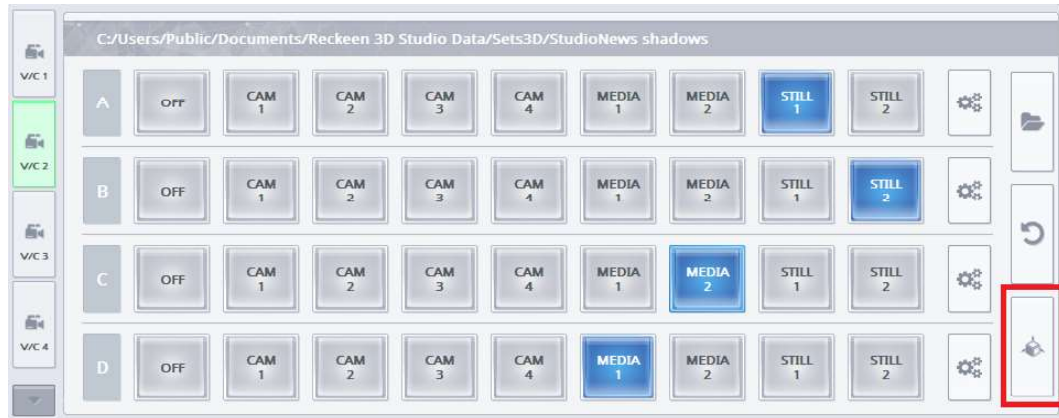 C:/Users/Public/Documents/Reckeen 3D Studio Data/Sets3D/StudioNews shadows
V/C 1
V/C 2
V/C 3
V/C 4
A OFF CAM 1 CAM 2 CAM 3 CAM 4 MEDIA 1 MEDIA 2 STILL 1 STILL 2
B OFF CAM 1 CAM 2 CAM 3 CAM 4 MEDIA 1 MEDIA 2 STILL 1 STILL 2
C OFF CAM 1 CAM 2 CAM 3 CAM 4 MEDIA 1 MEDIA 2 STILL 1 STILL 2
D OFF CAM 1 CAM 2 CAM 3 CAM 4 MEDIA 1 MEDIA 2 STILL 1 STILL 2